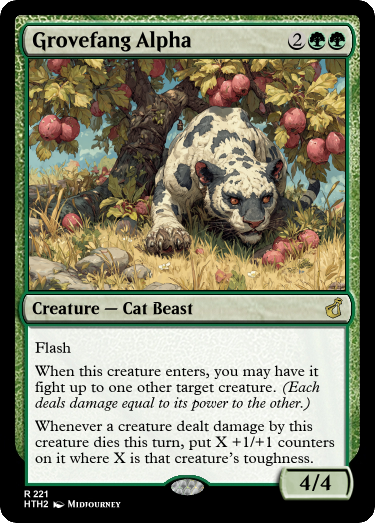 Grovefang Alpha 2
Creature — Cat Beast
Flash
When this creature enters, you may have it
fight up to one other target creature. (Each
deals damage equal to its power to the other.)
Whenever a creature dealt damage by this
creature dies this turn, put X +1/+1 counters
on it where X is that creature's toughness.
4/4
R 221
HTH2 Midjourney